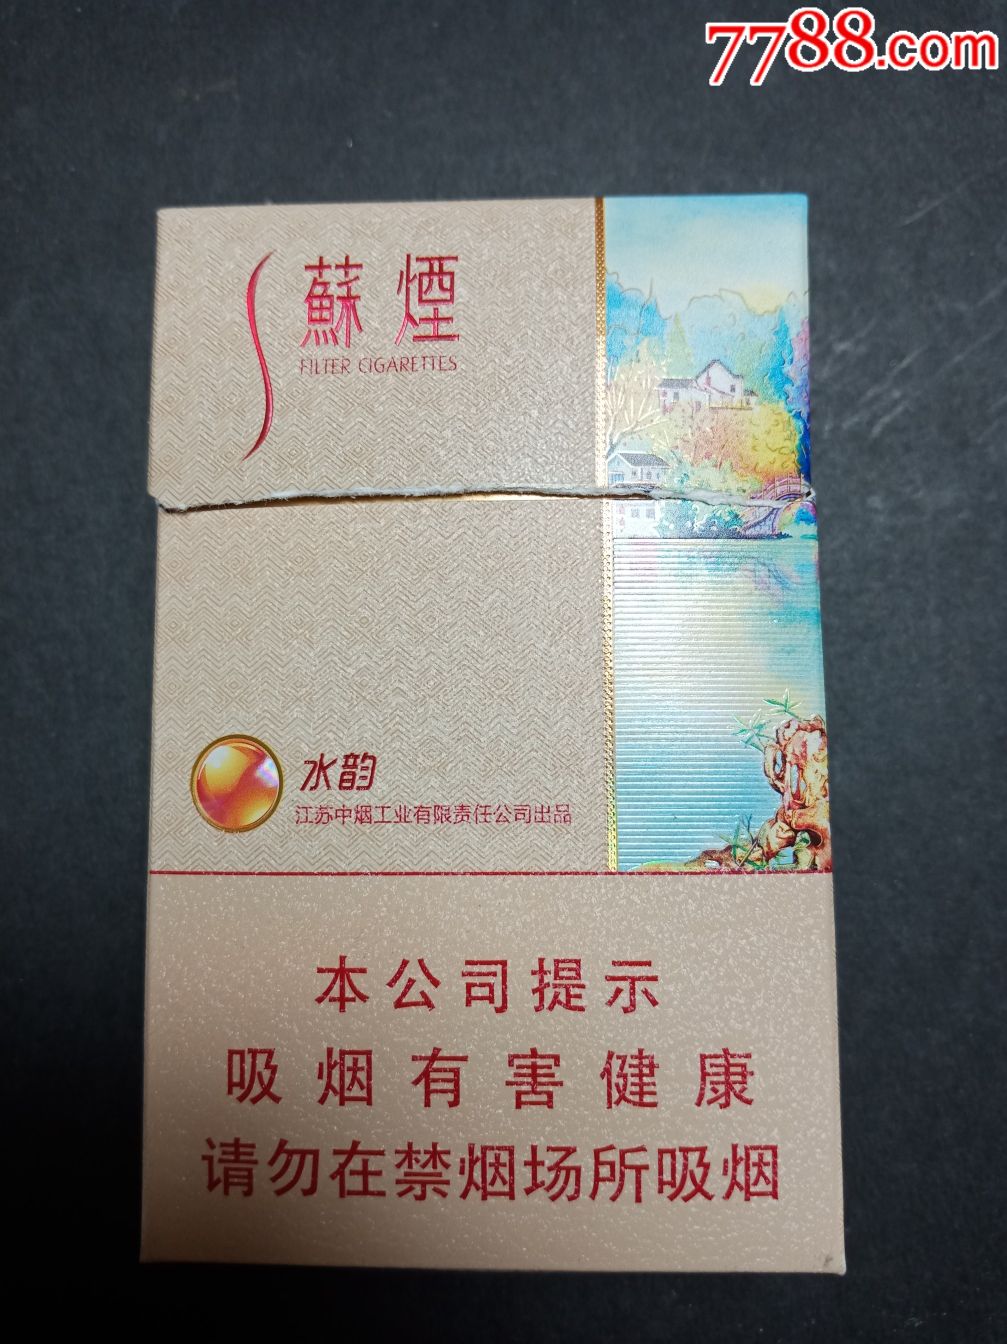 7788.com
蘇煙
FILTER CIGARETTES
水韵
江苏中烟工业有限责任公司出品
本公司提示
吸烟有害健康
请勿在禁烟场所吸烟